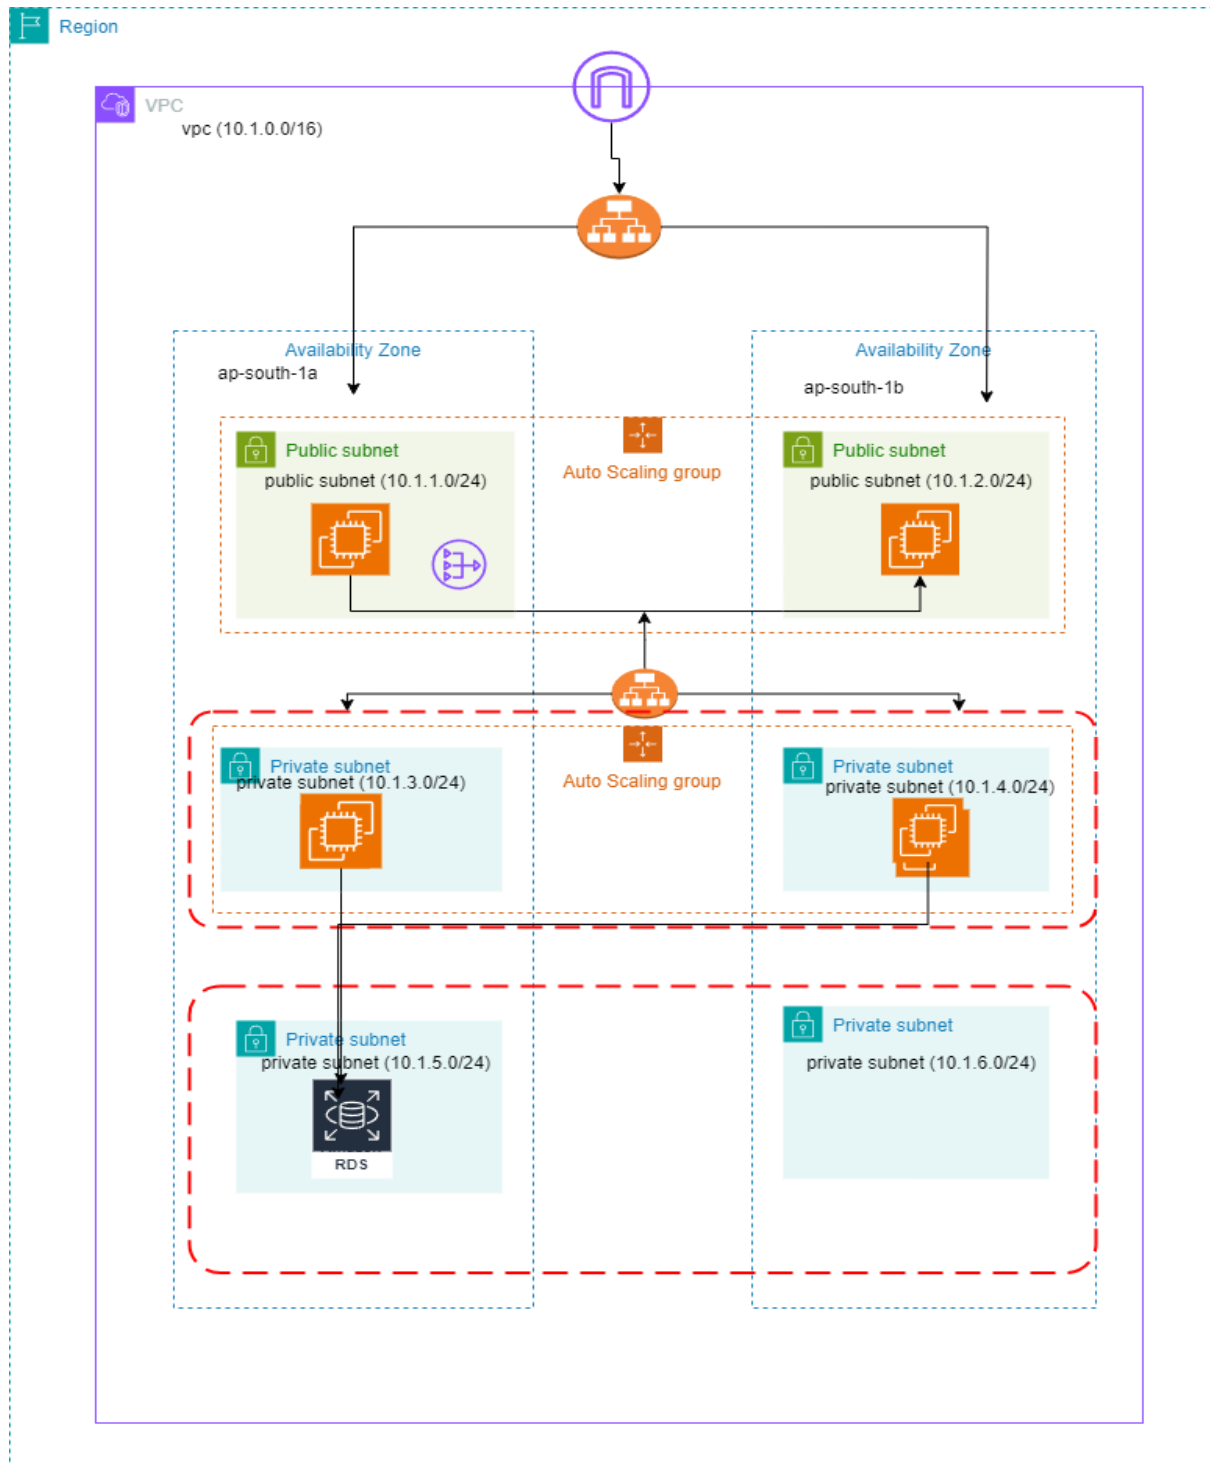 Region
VPC
vpc (10.1.0.0/16)
Availability Zone
ap-south-1a
Availability Zone
ap-south-1b
Public subnet
public subnet (10.1.1.0/24)
Auto Scaling group
Public subnet
public subnet (10.1.2.0/24)
Private subnet
private subnet (10.1.3.0/24)
Auto Scaling group
Private subnet
private subnet (10.1.4.0/24)
Private subnet
private subnet (10.1.5.0/24)
RDS
Private subnet
private subnet (10.1.6.0/24)